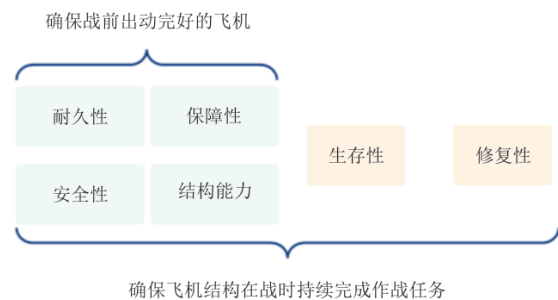 确保战前出动完好的飞机
耐久性
保障性
生存性
修复性
安全性
结构能力
确保飞机结构在战时持续完成作战任务